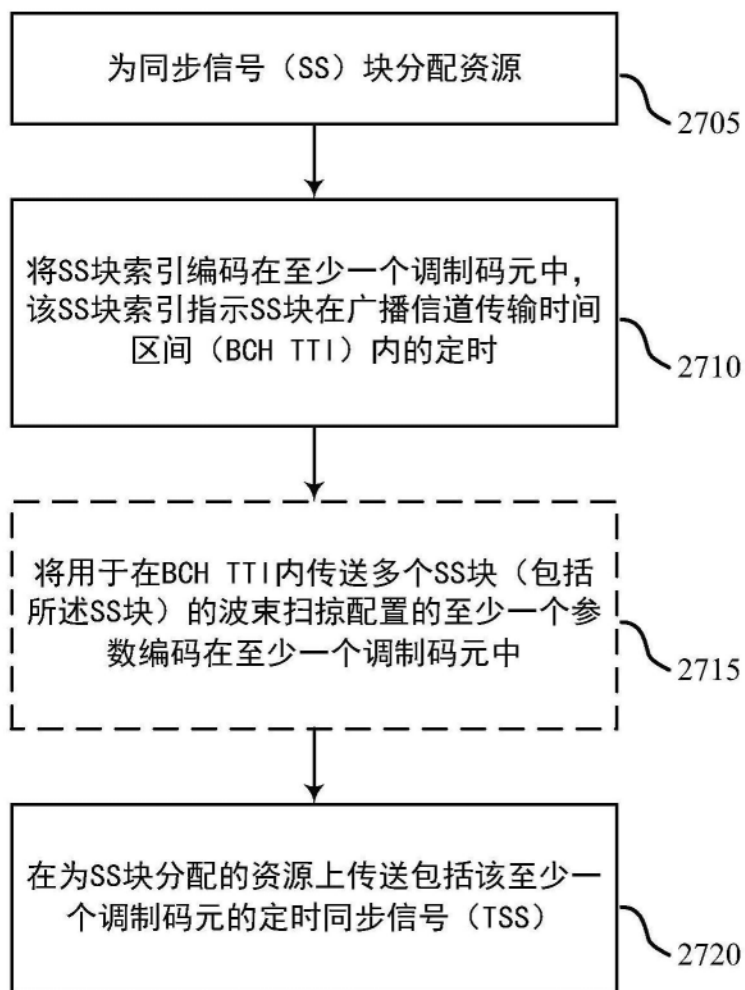 为同步信号（SS）块分配资源
2705
将SS块索引编码在至少一个调制码元中，
该SS块索引指示SS块在广播信道传输时间
区间（BCH TTI）内的定时
2710
将用于在BCH TTI内传送多个SS块（包括
所述SS块）的波束扫掠配置的至少一个参
数编码在至少一个调制码元中
2715
在为SS块分配的资源上传送包括该至少一
个调制码元的定时同步信号（TSS）
2720